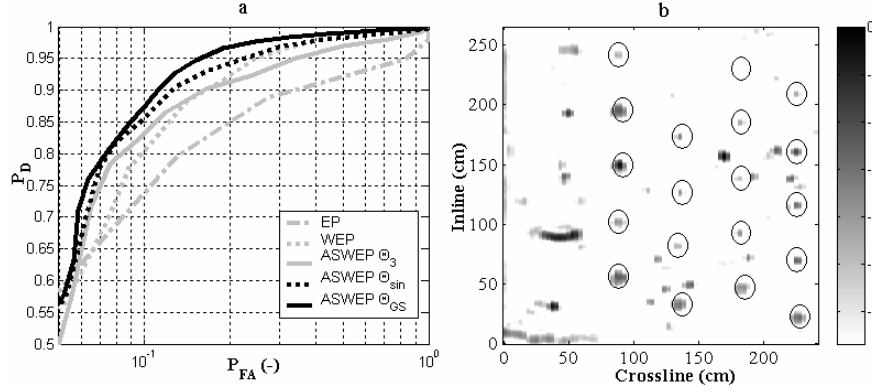 a
1
0.95
0.9
0.85
0.8
0.75
0.7
0.65
0.6
0.55
0.5
P_D
10^-1
10^0
P_FA (-)
EP
WEP
ASWEP Θ_3
ASWEP Θ_sin
ASWEP Θ_GS
b
250
200
150
100
50
0
Inline (cm)
0
50
100
150
200
Crossline (cm)